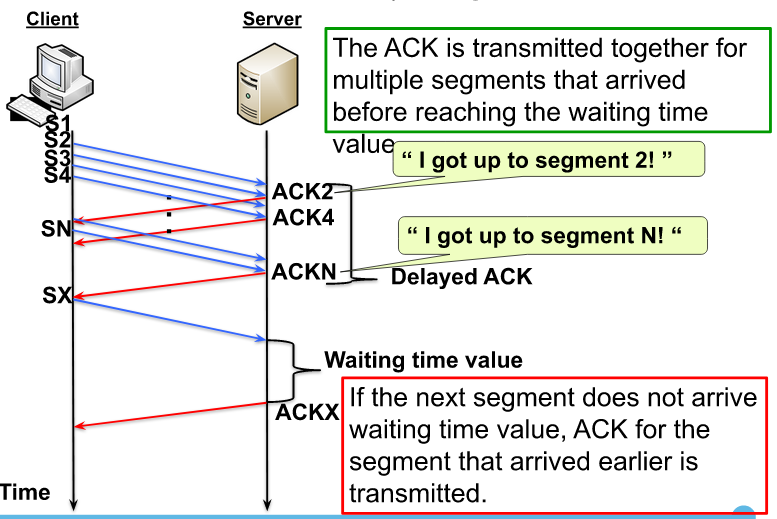 Client
Server
The ACK is transmitted together for
multiple segments that arrived
before reaching the waiting time
value
S1
S2
S3
S4
“ I got up to segment 2! ”
ACK2
ACK4
SN
“ I got up to segment N! “
ACKN
Delayed ACK
SX
Waiting time value
ACKX
If the next segment does not arrive
waiting time value, ACK for the
segment that arrived earlier is
transmitted.
Time